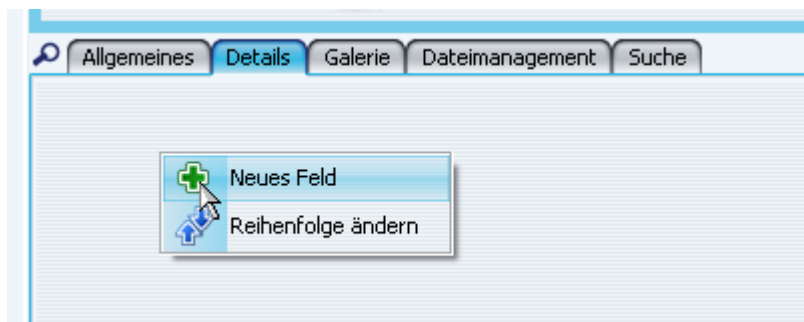 Allgemeines Details Galerie Dateimanagement Suche
Neues Feld
Reihenfolge ändern